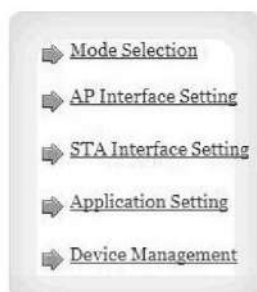 Mode Selection
AP Interface Setting
STA Interface Setting
Application Setting
Device Management